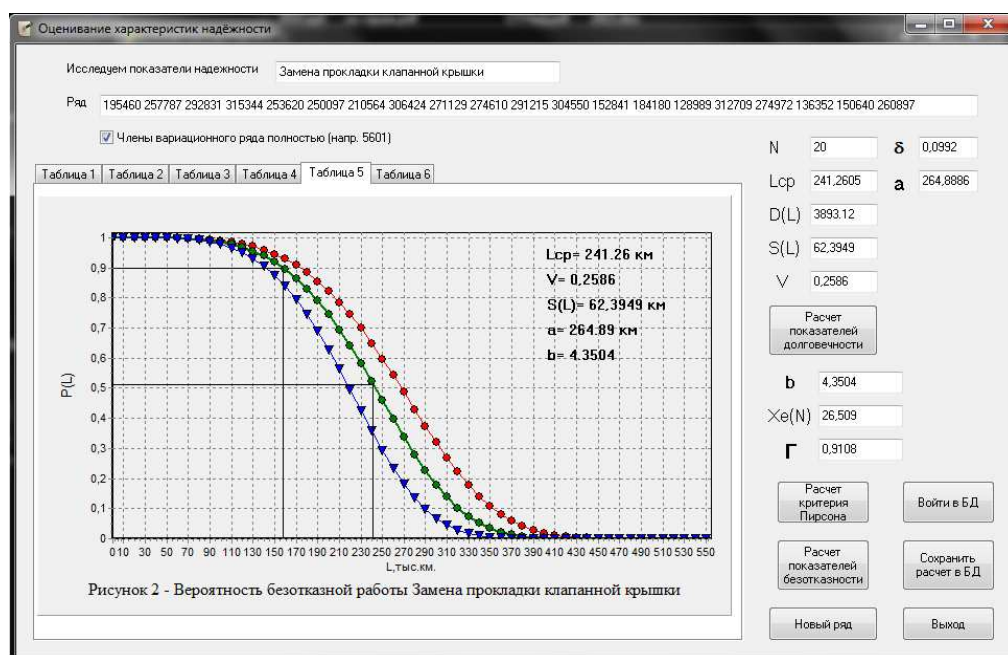 Оценивание характеристик надёжности
Исследуем показатели надежности Замена прокладки клапанной крышки
Ряд 195460 257787 292831 315344 253620 250097 210564 306424 271129 274610 291215 304550 152841 184180 128989 312709 274972 136352 150640 260897
Члены вариационного ряда полностью (напр. 5601)
Таблица 1 Таблица 2 Таблица 3 Таблица 4 Таблица 5 Таблица 6
Lcp= 241.26 км
V= 0,2586
S(L)= 62,3949 км
a= 264.89 км
b= 4.3504
P(L)
1
0,9
0,8
0,7
0,6
0,5
0,4
0,3
0,2
0,1
0
0 10 30 50 70 90 110 130 150 170 190 210 230 250 270 290 310 330 350 370 390 410 430 450 470 490 510 530 550
L,тыс.км.
Рисунок 2 - Вероятность безотказной работы Замена прокладки клапанной крышки
N 20 δ 0,0992
Lcp 241,2605 a 264,8886
D(L) 3893.12
S(L) 62,3949
V 0,2586
Расчет
показателей
долговечности
b 4,3504
Xe(N) 26,509
Г 0,9108
Расчет
критерия
Пирсона
Войти в БД
Расчет
показателей
безотказности
Сохранить
расчет в БД
Новый ряд
Выход